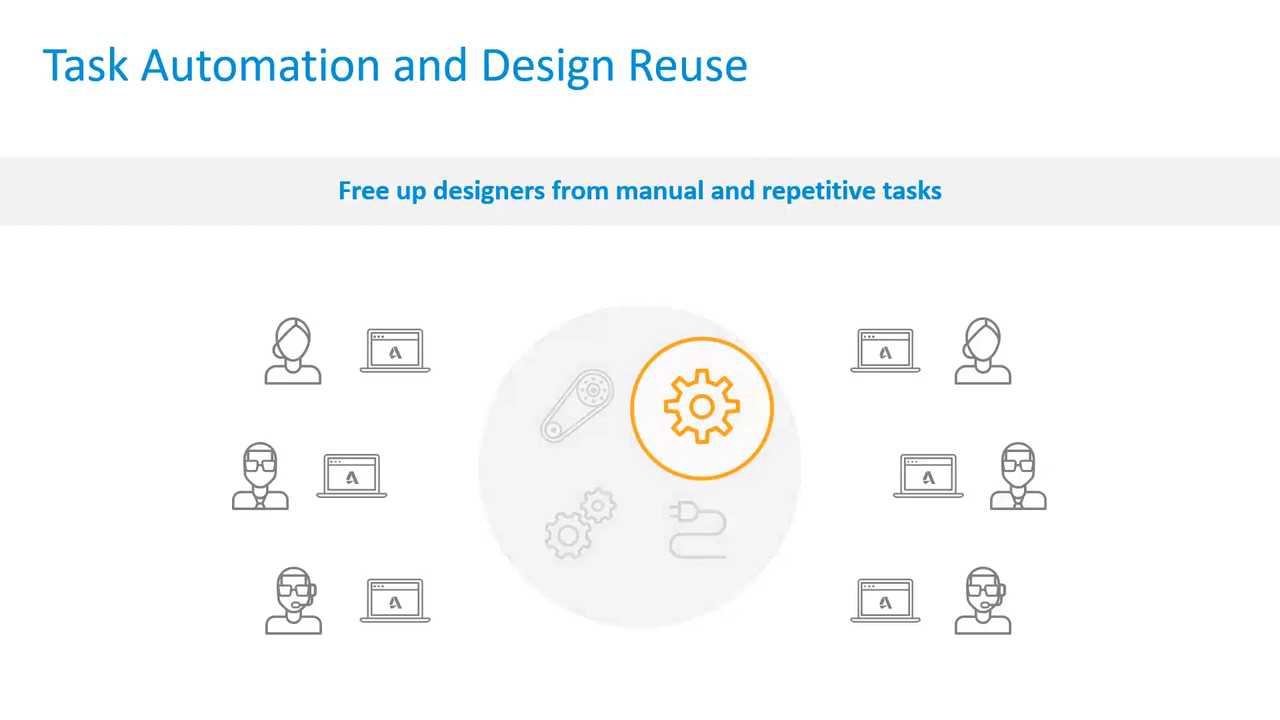 Task Automation and Design Reuse
Free up designers from manual and repetitive tasks